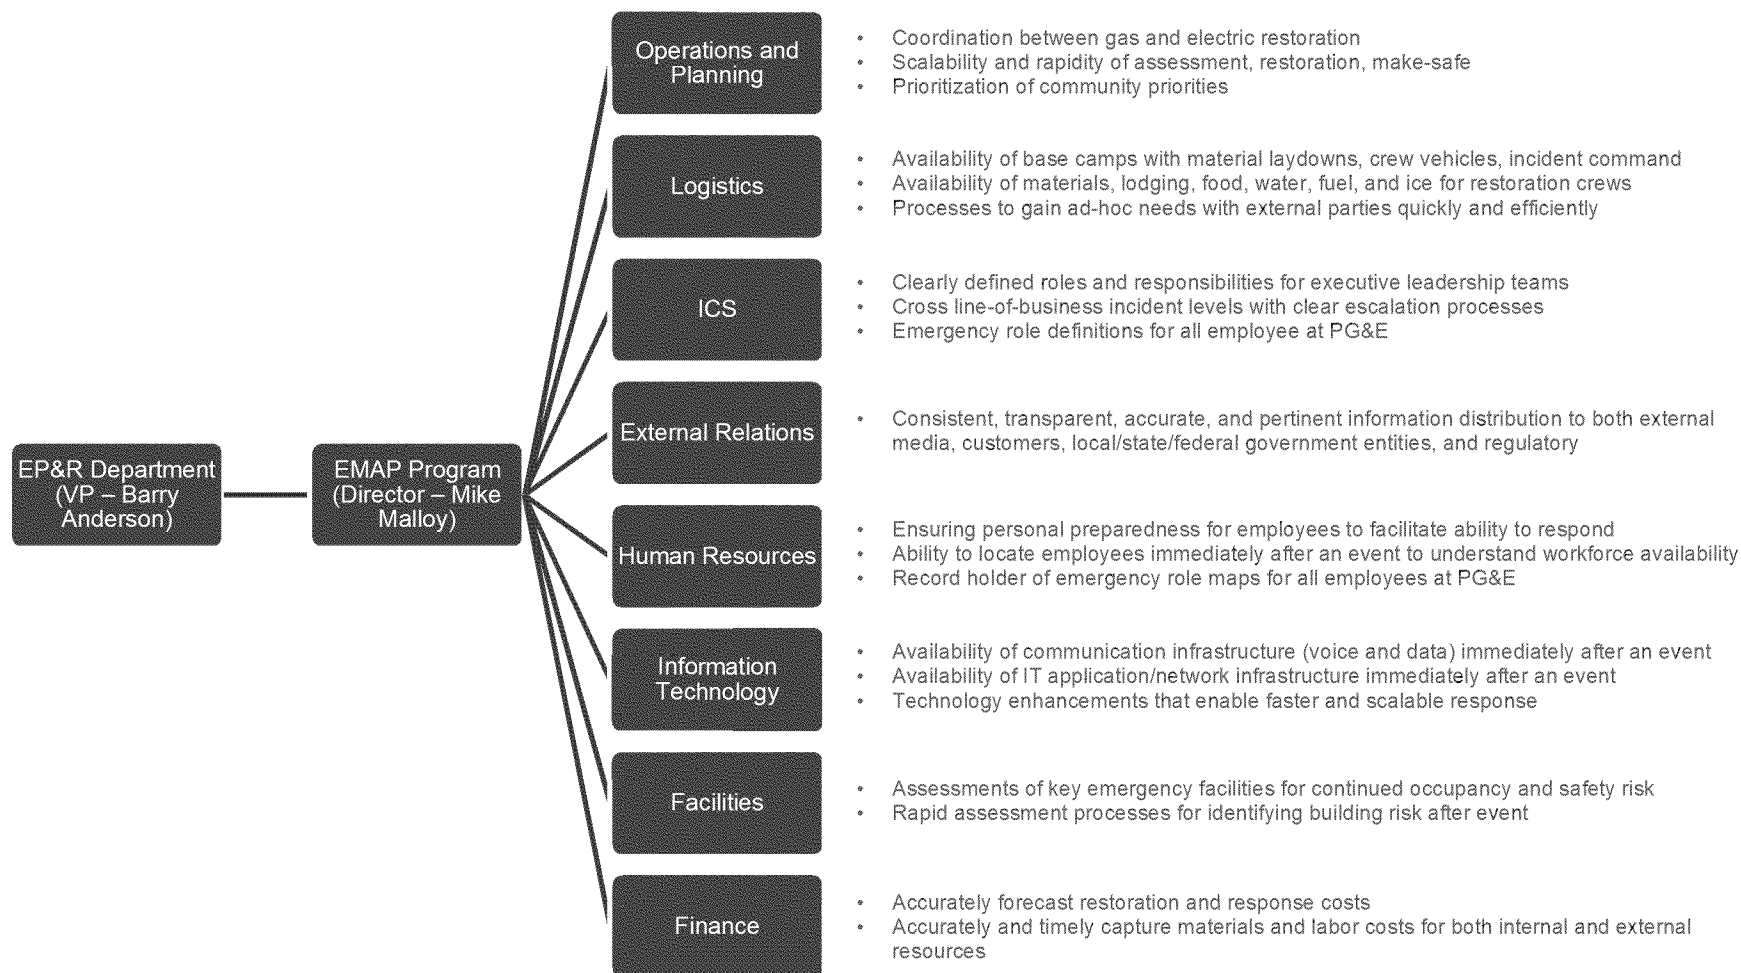 EP&R Department
(VP – Barry
Anderson)
EMAP Program
(Director – Mike
Malloy)
Operations and
Planning
• Coordination between gas and electric restoration
• Scalability and rapidity of assessment, restoration, make-safe
• Prioritization of community priorities
Logistics
• Availability of base camps with material laydowns, crew vehicles, incident command
• Availability of materials, lodging, food, water, fuel, and ice for restoration crews
• Processes to gain ad-hoc needs with external parties quickly and efficiently
ICS
• Clearly defined roles and responsibilities for executive leadership teams
• Cross line-of-business incident levels with clear escalation processes
• Emergency role definitions for all employee at PG&E
External Relations
• Consistent, transparent, accurate, and pertinent information distribution to both external
media, customers, local/state/federal government entities, and regulatory
Human Resources
• Ensuring personal preparedness for employees to facilitate ability to respond
• Ability to locate employees immediately after an event to understand workforce availability
• Record holder of emergency role maps for all employees at PG&E
Information
Technology
• Availability of communication infrastructure (voice and data) immediately after an event
• Availability of IT application/network infrastructure immediately after an event
• Technology enhancements that enable faster and scalable response
Facilities
• Assessments of key emergency facilities for continued occupancy and safety risk
• Rapid assessment processes for identifying building risk after event
Finance
• Accurately forecast restoration and response costs
• Accurately and timely capture materials and labor costs for both internal and external
resources